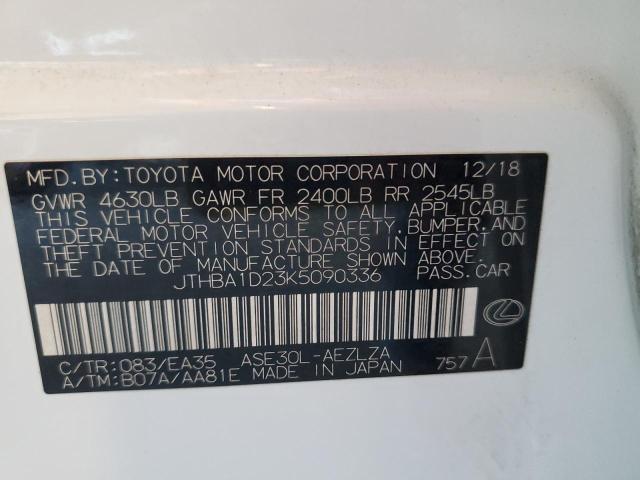 MFD.BY:TOYOTA MOTOR CORPORATION 12/18
GVWR 4630LB GAWR FR 2400LB RR 2545LB
THIS VEHICLE CONFORMS TO ALL APPLICABLE
FEDERAL MOTOR VEHICLE SAFETY,BUMPER,AND
THEFT PREVENTION STANDARDS IN EFFECT ON
THE DATE OF MANUFACTURE SHOWN ABOVE.
JTHBA1D23K5090336 PASS.CAR
C/TR:083/EA35 ASE30L-AEZLZA
A/TM:B07A/AA81E MADE IN JAPAN 757 A